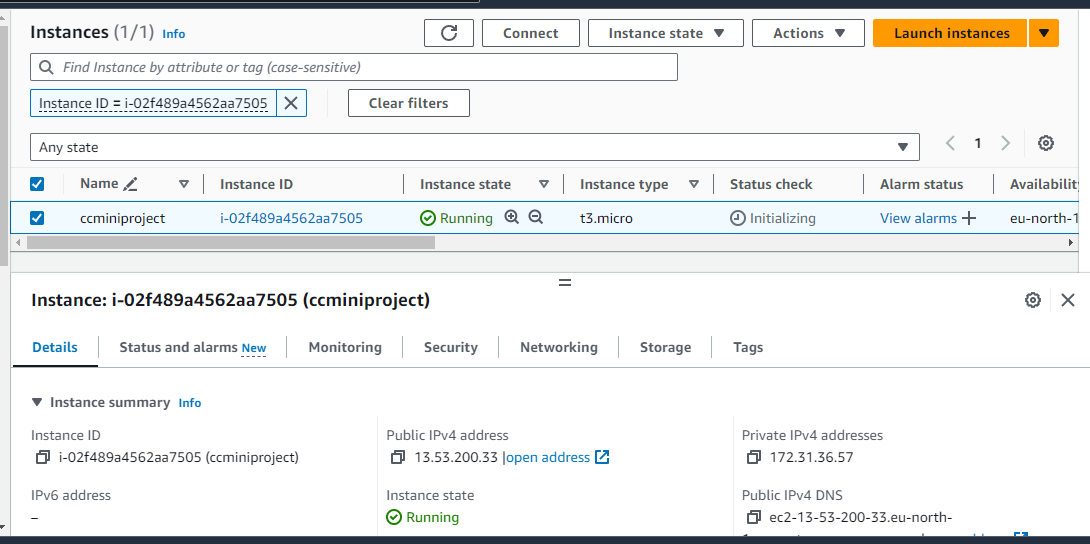 Instances (1/1) Info
Connect
Instance state
Actions
Launch instances
Find Instance by attribute or tag (case-sensitive)
Instance ID = i-02f489a4562aa7505
Clear filters
Any state
1
Name Instance ID Instance state Instance type Status check Alarm status Availability
ccminiproject i-02f489a4562aa7505 Running t3.micro Initializing View alarms eu-north-1
Instance: i-02f489a4562aa7505 (ccminiproject)
Details Status and alarms New Monitoring Security Networking Storage Tags
Instance summary Info
Instance ID
i-02f489a4562aa7505 (ccminiproject)
Public IPv4 address
13.53.200.33 |open address
Private IPv4 addresses
172.31.36.57
IPv6 address
–
Instance state
Running
Public IPv4 DNS
ec2-13-53-200-33.eu-north-